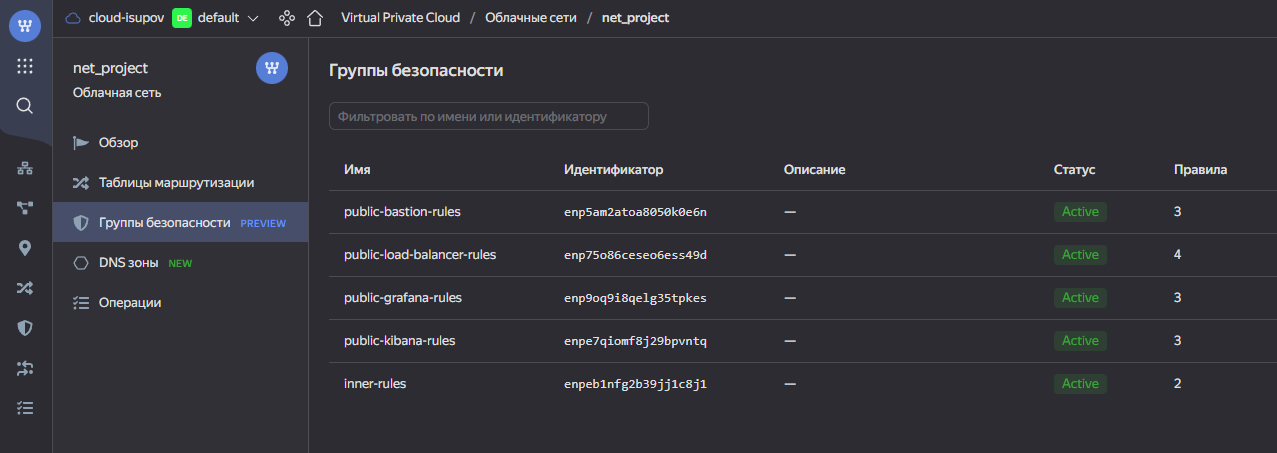 cloud-isupov DE default Virtual Private Cloud / Облачные сети / net_project
net_project
Облачная сеть
Обзор
Таблицы маршрутизации
Группы безопасности PREVIEW
DNS зоны NEW
Операции
Группы безопасности
Фильтровать по имени или идентификатору
Имя Идентификатор Описание Статус Правила
public-bastion-rules enp5am2atoa8050k0e6n — Active 3
public-load-balancer-rules enp75o86ceseo6ess49d — Active 4
public-grafana-rules enp9oq9i8qelg35tpkes — Active 3
public-kibana-rules enpe7qiomf8j29bpvntq — Active 3
inner-rules enpeb1nfg2b39jj1c8j1 — Active 2